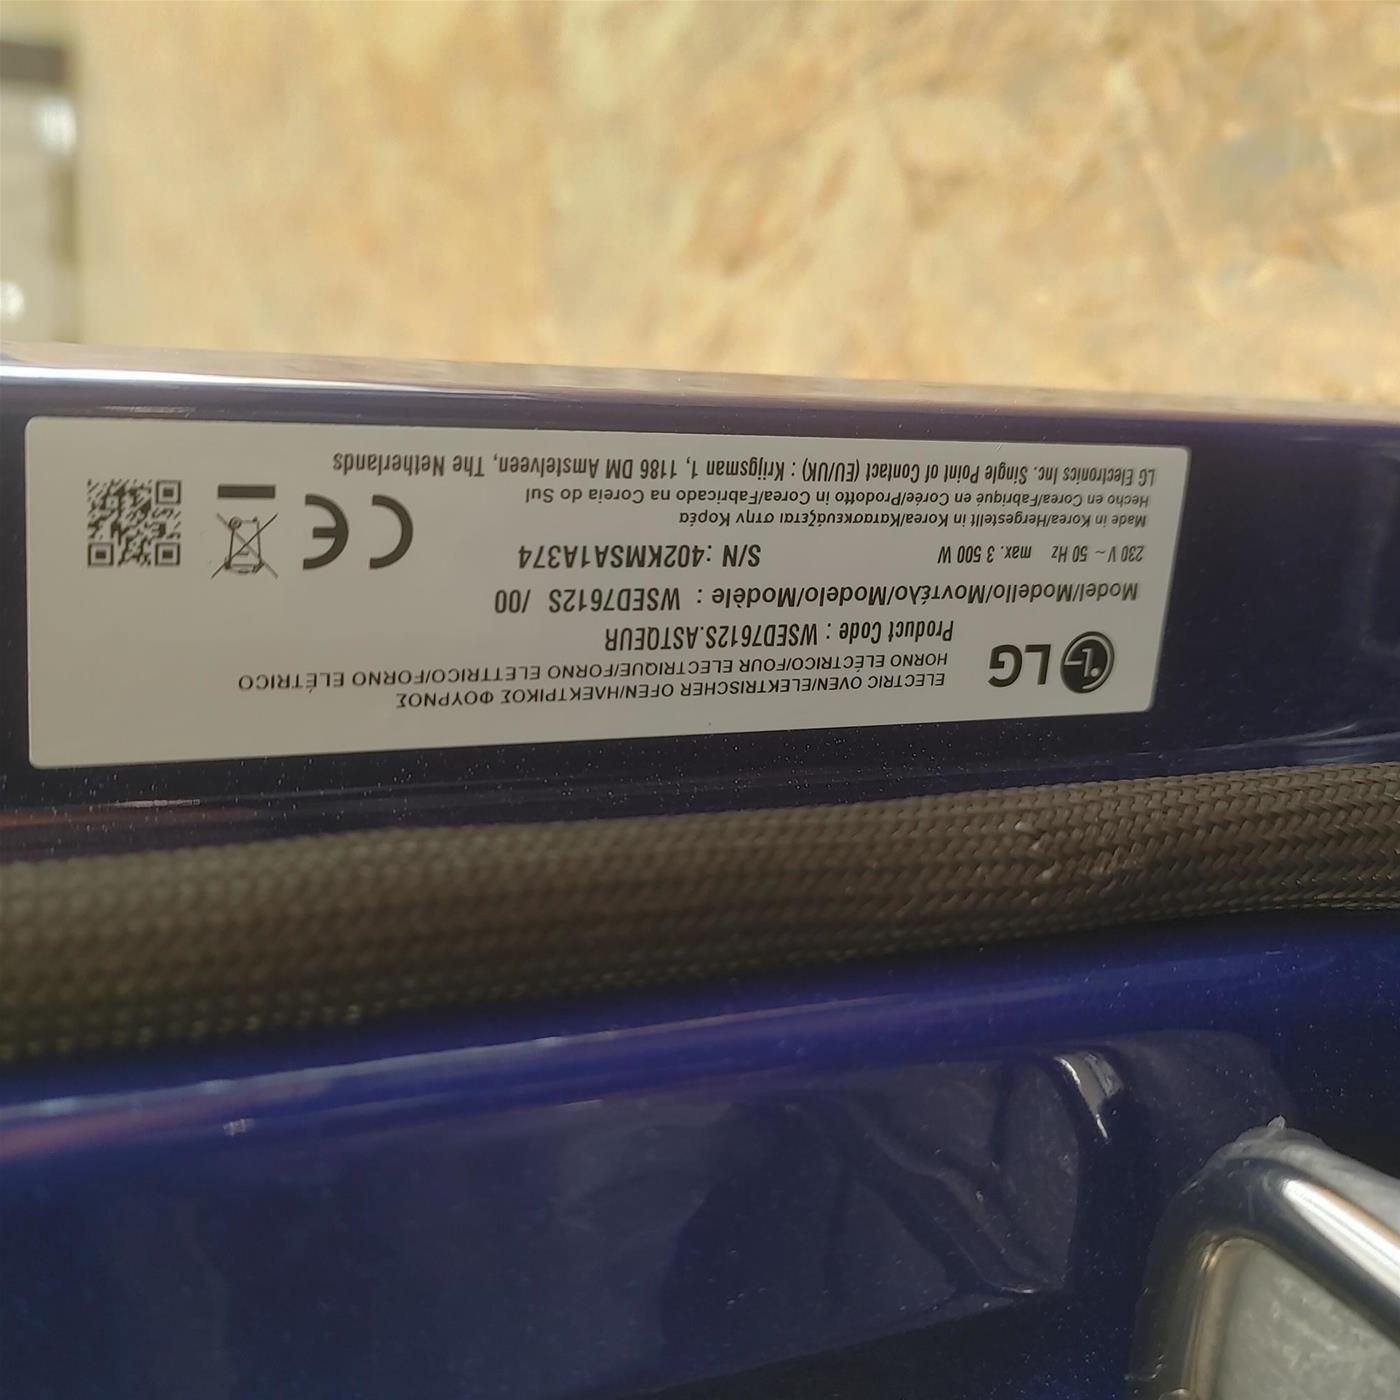 LG
ELECTRIC OVEN/ELEKTRISCHER OFEN/ΗΛΕΚΤΡΙΚΟΣ ΦΟΥΡΝΟΣ
HORNO ELÉCTRICO/FOUR ELECTRIQUE/FORNO ELETTRICO/FORNO ELÉTRICO
Product Code : WSED7612S.ASTQEUR
Model/Modello/Μοντέλο/Modelo/Modèle : WSED7612S /00
230 V ~ 50 Hz max. 3 500 W S/N :402KMSA1A374
Made in Korea/Hergestellt in Korea/Κατασκευάζεται στην Κορέα
Hecho en Corea/Fabriqué en Corée/Prodotto in Corea/Fabricado na Coreia do Sul
LG Electronics Inc. Single Point of Contact (EU/UK) : Krijgsman 1, 1186 DM Amstelveen, The Netherlands
CE